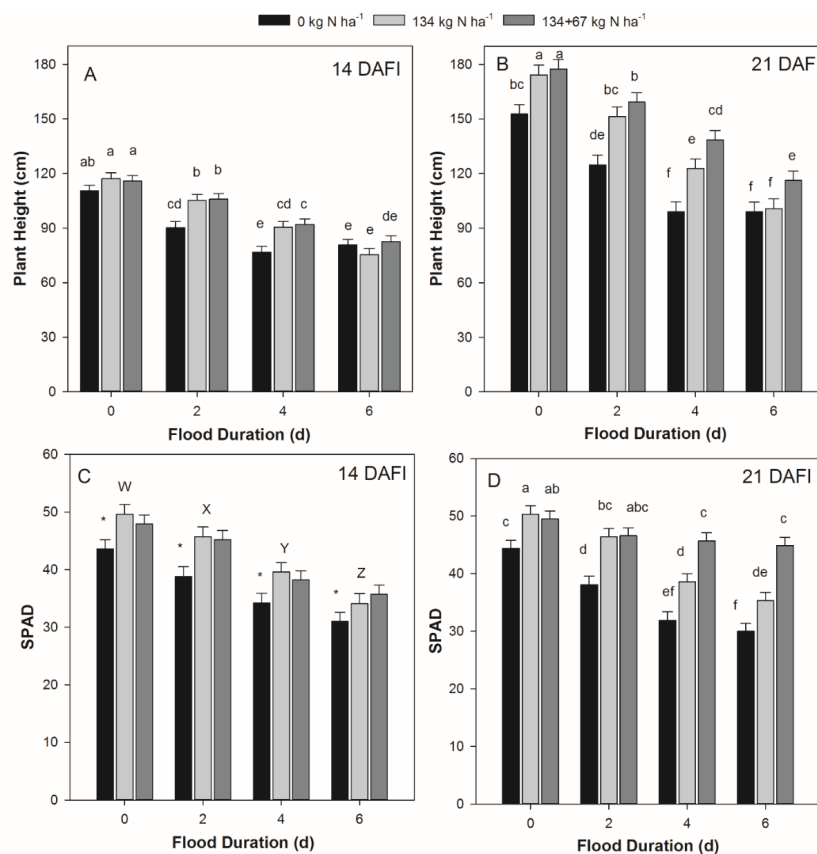 0 kg N ha⁻¹ 134 kg N ha⁻¹ 134+67 kg N ha⁻¹
A 14 DAFI
Plant Height (cm)
180
150
120
90
60
30
0
ab a a cd b b e cd c e e de
0 2 4 6
Flood Duration (d)
B 21 DAFI
Plant Height (cm)
180
150
120
90
60
30
0
bc a a de bc b f e cd f f e
0 2 4 6
Flood Duration (d)
C 14 DAFI
SPAD
60
50
40
30
20
10
0
* W * X * Y * Z
0 2 4 6
Flood Duration (d)
D 21 DAFI
SPAD
60
50
40
30
20
10
0
c a ab d bc abc ef d c f de c
0 2 4 6
Flood Duration (d)